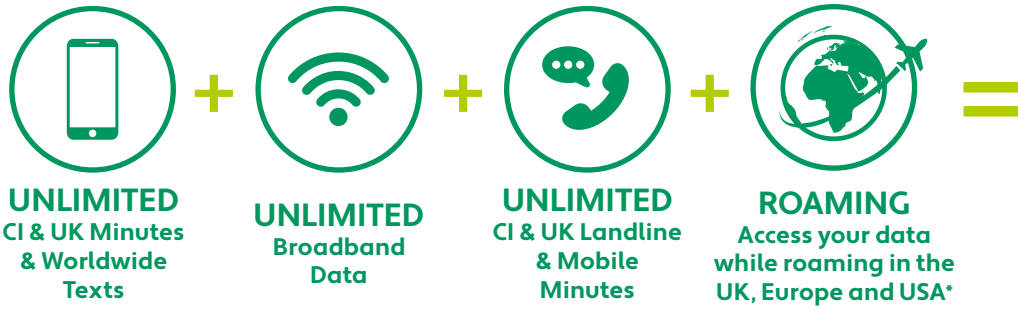 UNLIMITED
CI & UK Minutes
& Worldwide
Texts
UNLIMITED
Broadband
Data
UNLIMITED
CI & UK Landline
& Mobile
Minutes
ROAMING
Access your data
while roaming in the
UK, Europe and USA*